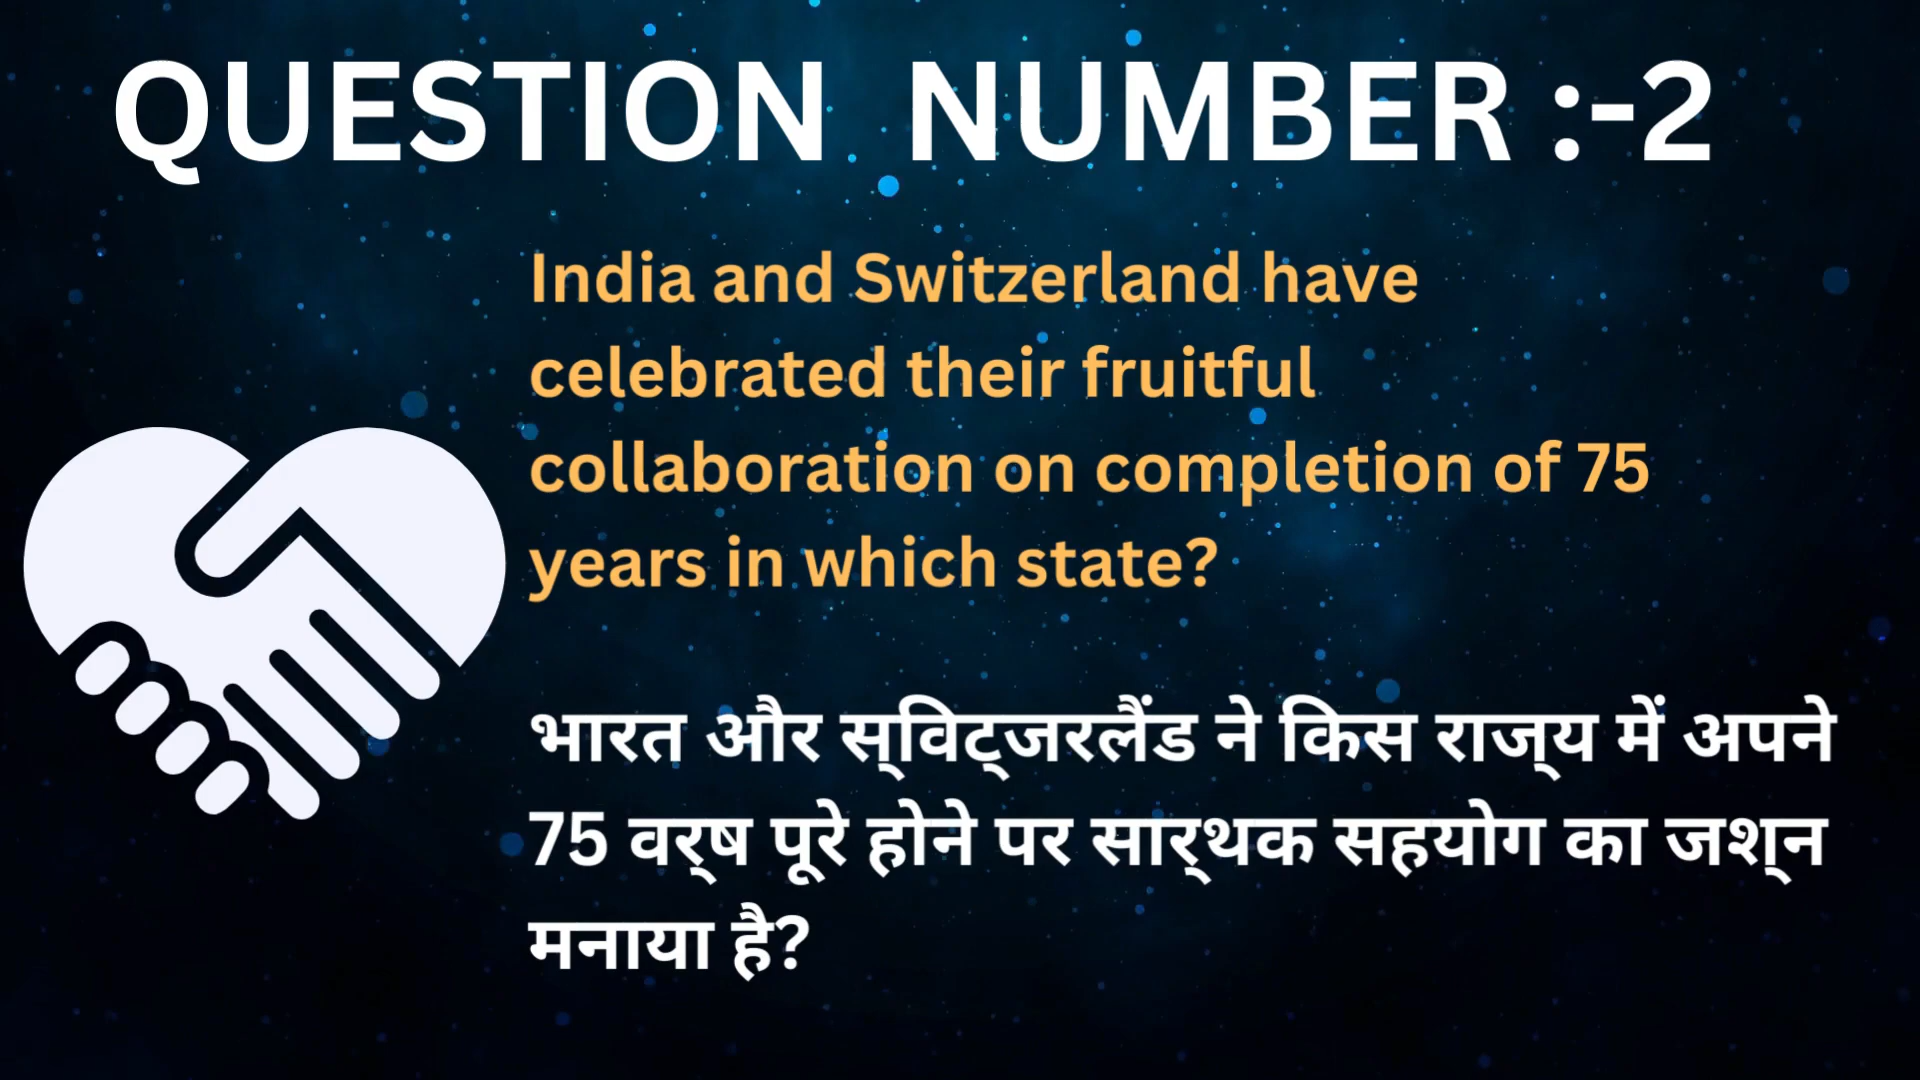 QUESTION NUMBER :-2
India and Switzerland have
celebrated their fruitful
collaboration on completion of 75
years in which state?
भारत और स्विट्जरलैंड ने किस राज्य में अपने
75 वर्ष पूरे होने पर सार्थक सहयोग का जश्न
मनाया है?